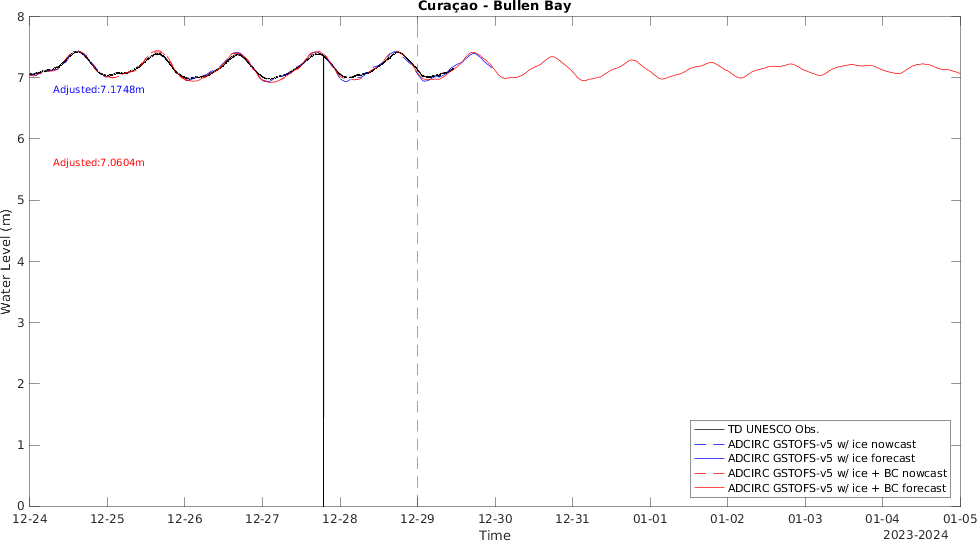 Curaçao - Bullen Bay
8
7
6
5
4
3
2
1
0
Water Level (m)
Adjusted:7.1748m
Adjusted:7.0604m
TD UNESCO Obs.
ADCIRC GSTOFS-v5 w/ ice nowcast
ADCIRC GSTOFS-v5 w/ ice forecast
ADCIRC GSTOFS-v5 w/ ice + BC nowcast
ADCIRC GSTOFS-v5 w/ ice + BC forecast
12-24 12-25 12-26 12-27 12-28 12-29 12-30 12-31 01-01 01-02 01-03 01-04 01-05
Time
2023-2024